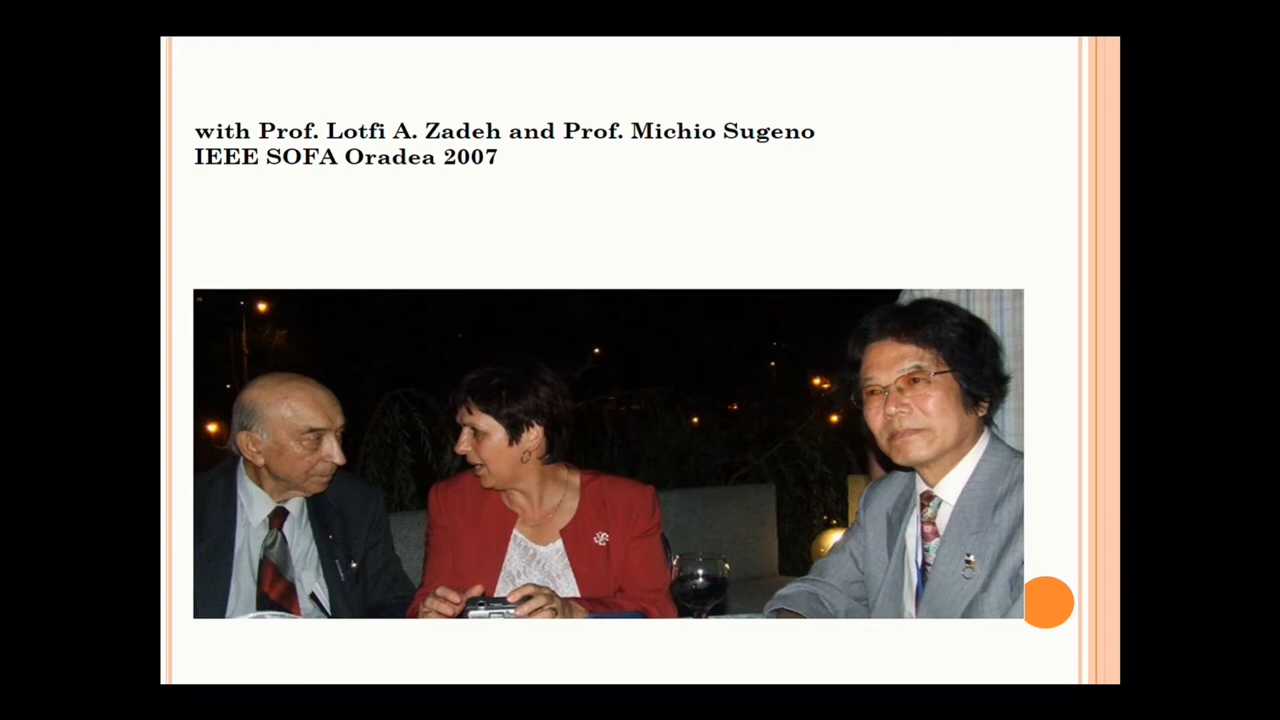 with Prof. Lotfi A. Zadeh and Prof. Michio Sugeno
IEEE SOFA Oradea 2007